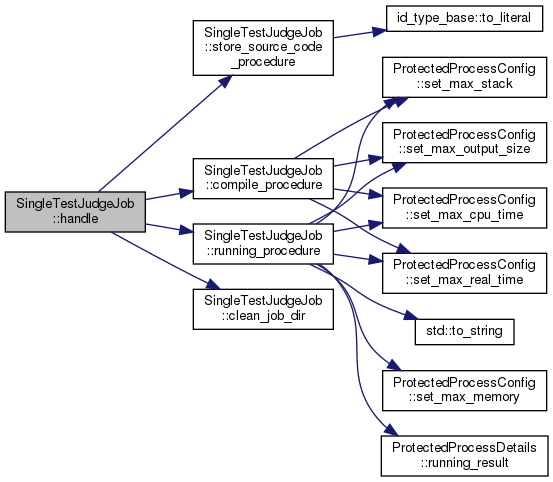 SingleTestJudgeJob
::handle
SingleTestJudgeJob
::store_source_code
_procedure
SingleTestJudgeJob
::compile_procedure
SingleTestJudgeJob
::running_procedure
SingleTestJudgeJob
::clean_job_dir
id_type_base::to_literal
ProtectedProcessConfig
::set_max_stack
ProtectedProcessConfig
::set_max_output_size
ProtectedProcessConfig
::set_max_cpu_time
ProtectedProcessConfig
::set_max_real_time
std::to_string
ProtectedProcessConfig
::set_max_memory
ProtectedProcessDetails
::running_result